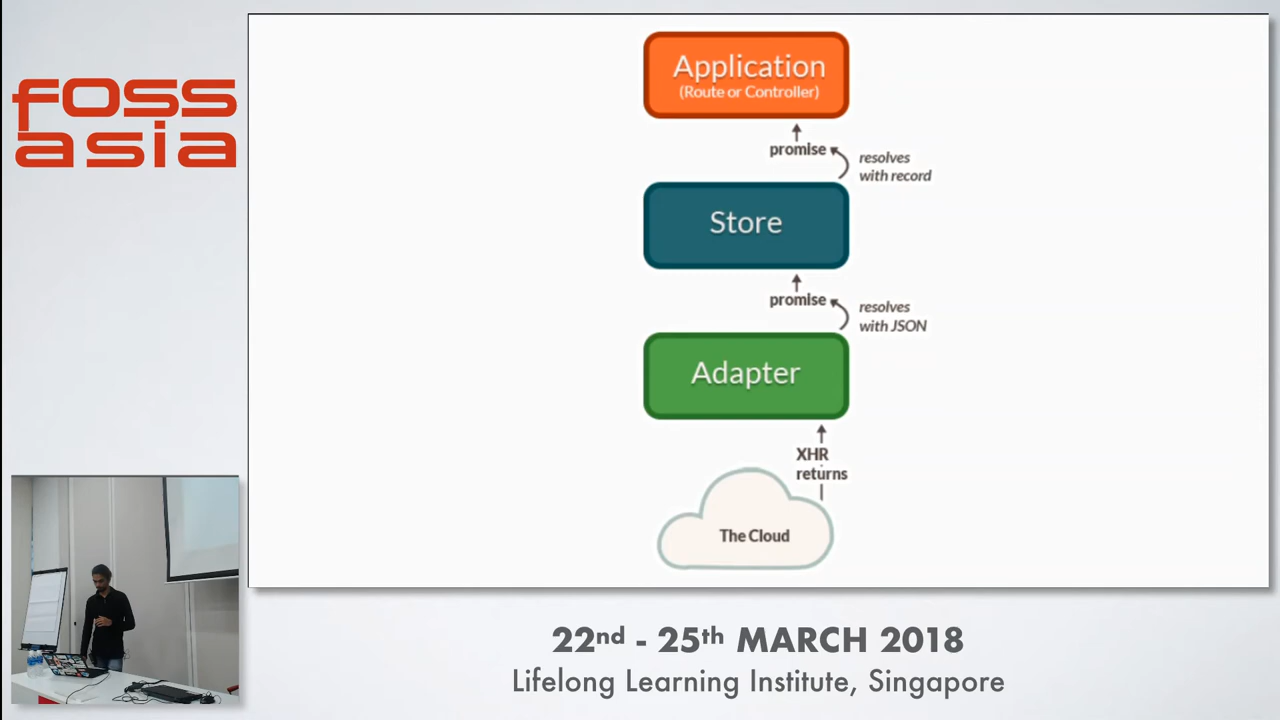 foss
asia
Application
(Route or Controller)
promise
resolves
with record
Store
promise
resolves
with JSON
Adapter
XHR
returns
The Cloud
22nd - 25th MARCH 2018
Lifelong Learning Institute, Singapore